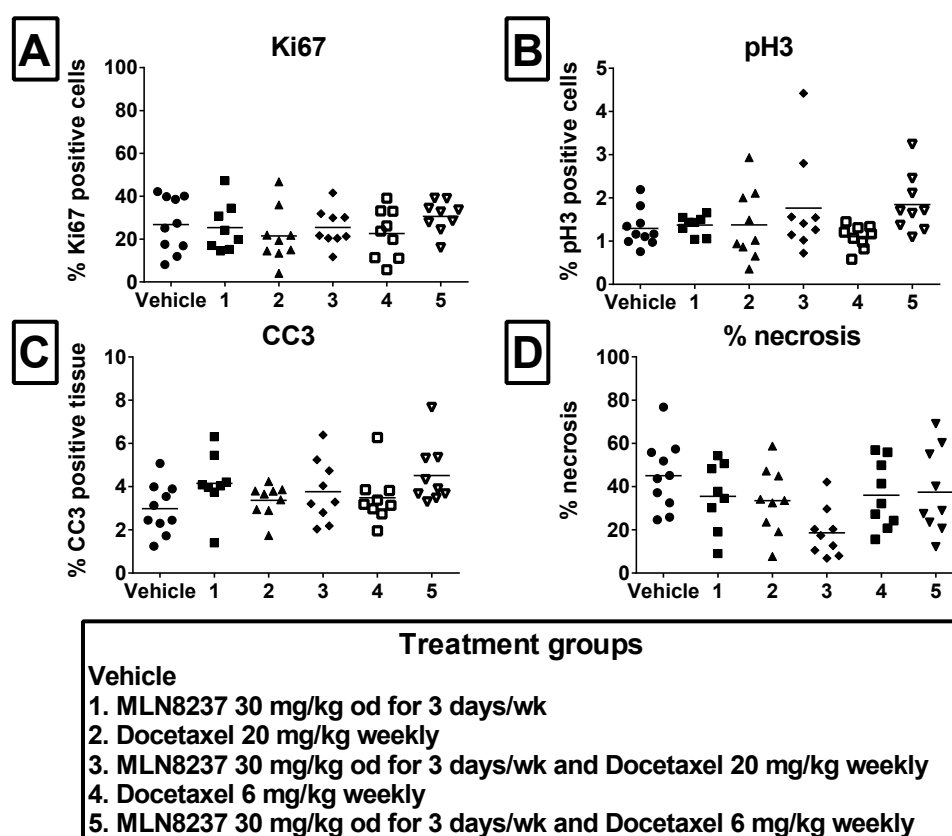 A
Ki67
% Ki67 positive cells
100
80
60
40
20
0
Vehicle 1 2 3 4 5
B
pH3
% pH3 positive cells
5
4
3
2
1
0
Vehicle 1 2 3 4 5
C
CC3
% CC3 positive tissue
10
8
6
4
2
0
Vehicle 1 2 3 4 5
D
% necrosis
% necrosis
100
80
60
40
20
0
Vehicle 1 2 3 4 5
Treatment groups
Vehicle
1. MLN8237 30 mg/kg od for 3 days/wk
2. Docetaxel 20 mg/kg weekly
3. MLN8237 30 mg/kg od for 3 days/wk and Docetaxel 20 mg/kg weekly
4. Docetaxel 6 mg/kg weekly
5. MLN8237 30 mg/kg od for 3 days/wk and Docetaxel 6 mg/kg weekly